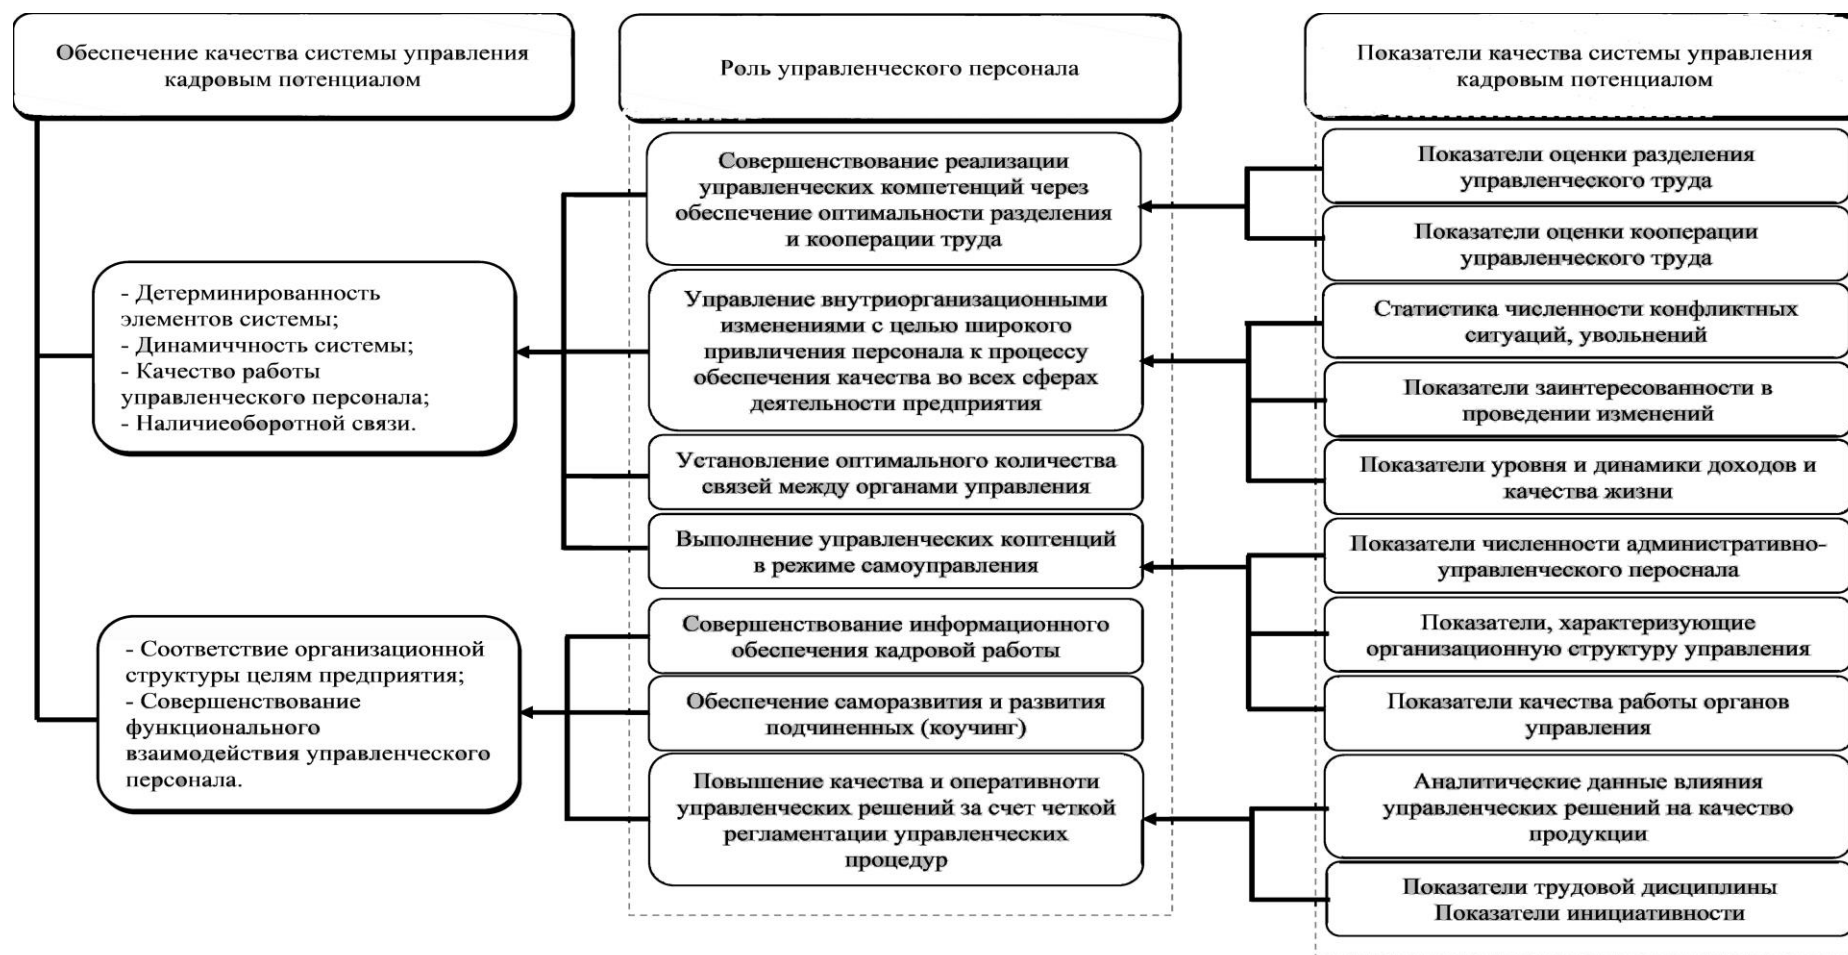 Обеспечение качества системы управления
кадровым потенциалом
Роль управленческого персонала
Показатели качества системы управления
кадровым потенциалом
- Детерминированность
элементов системы;
- Динамиччность системы;
- Качество работы
управленческого персонала;
- Наличиеоборотной связи.
- Соответствие организационной
структуры целям предприятия;
- Совершенствование
функционального
взаимодействия управленческого
персонала.
Совершенствование реализации
управленческих компетенций через
обеспечение оптимальности разделения
и кооперации труда
Управление внутриорганизационными
изменениями с целью широкого
привличения персонала к процессу
обеспечения качества во всех сферах
деятельности предприятия
Установление оптимального количества
связей между органами управления
Выполнение управленческих коптенций
в режиме самоуправления
Совершенствование информационного
обеспечения кадровой работы
Обеспечение саморазвития и развития
подчиненных (коучинг)
Повышение качества и оперативноти
управленческих решений за счет четкой
регламентации управленческих
процедур
Показатели оценки разделения
управленческого труда
Показатели оценки кооперации
управленческого труда
Статистика численности конфликтных
ситуаций, увольнений
Показатели заинтересованности в
проведении изменений
Показатели уровня и динамики доходов и
качества жизни
Показатели численности административно-
управленческого пероснала
Показатели, характеризующие
организационную структуру управления
Показатели качества работы органов
управления
Аналитические данные влияния
управленческих решений на качество
продукции
Показатели трудовой дисциплины
Показатели инициативности